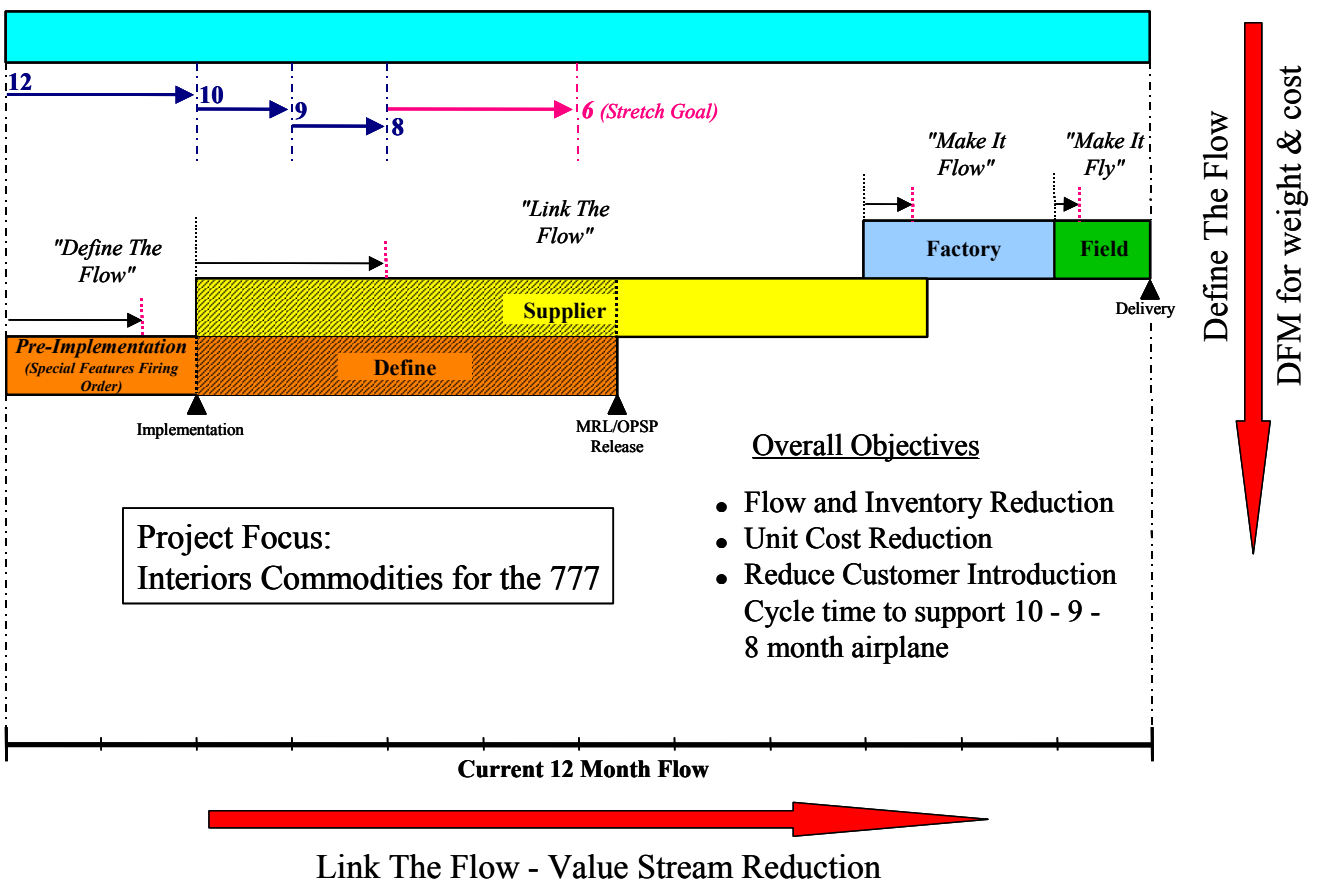 12
10
9
8
6 (Stretch Goal)
"Make It
Flow"
"Make It
Fly"
"Link The
Flow"
"Define The
Flow"
Factory
Field
Supplier
Delivery
Pre-Implementation
(Special Features Firing
Order)
Define
Implementation
MRL/OPSP
Release
Define The Flow
DFM for weight & cost
Overall Objectives
• Flow and Inventory Reduction
• Unit Cost Reduction
• Reduce Customer Introduction
Cycle time to support 10 - 9 -
8 month airplane
Project Focus:
Interiors Commodities for the 777
Current 12 Month Flow
Link The Flow - Value Stream Reduction